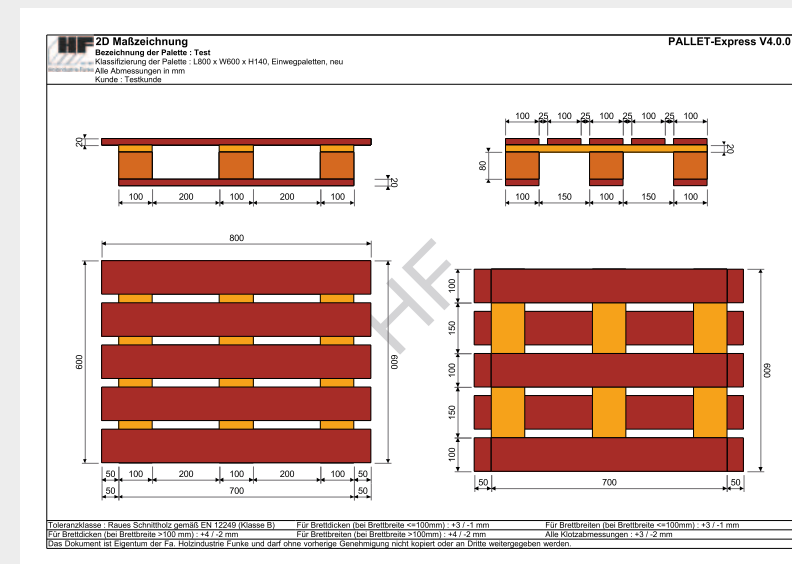 HF
2D Maßzeichnung
PALLET-Express V4.0.0
Bezeichnung der Palette : Test
Klassifizierung der Palette : L800 x W600 x H140, Einwegpaletten, neu
Alle Abmessungen in mm
Kunde : Testkunde
100 25 100 25 100 25 100 25 100
20
20
80
20
100 200 100 200 100
100 150 100 150 100
800
HF
600
600
100
150
100
150
100
600
50 100 200 100 200 100 50
50 700
50 700 50
Toleranzklasse : Raues Schnittholz gemäß EN 12249 (Klasse B) Für Brettdicken (bei Brettbreite <=100mm) : +3 / -1 mm Für Brettbreiten (bei Brettbreite <=100mm) : +3 / -1 mm
Für Brettdicken (bei Brettbreite >100 mm) : +4 / -2 mm Für Brettbreiten (bei Brettbreite >100mm) : +4 / -2 mm Alle Klotzabmessungen : +3 / -2 mm
Das Dokument ist Eigentum der Fa. Holzindustrie Funke und darf ohne vorherige Genehmigung nicht kopiert oder an Dritte weitergegeben werden.